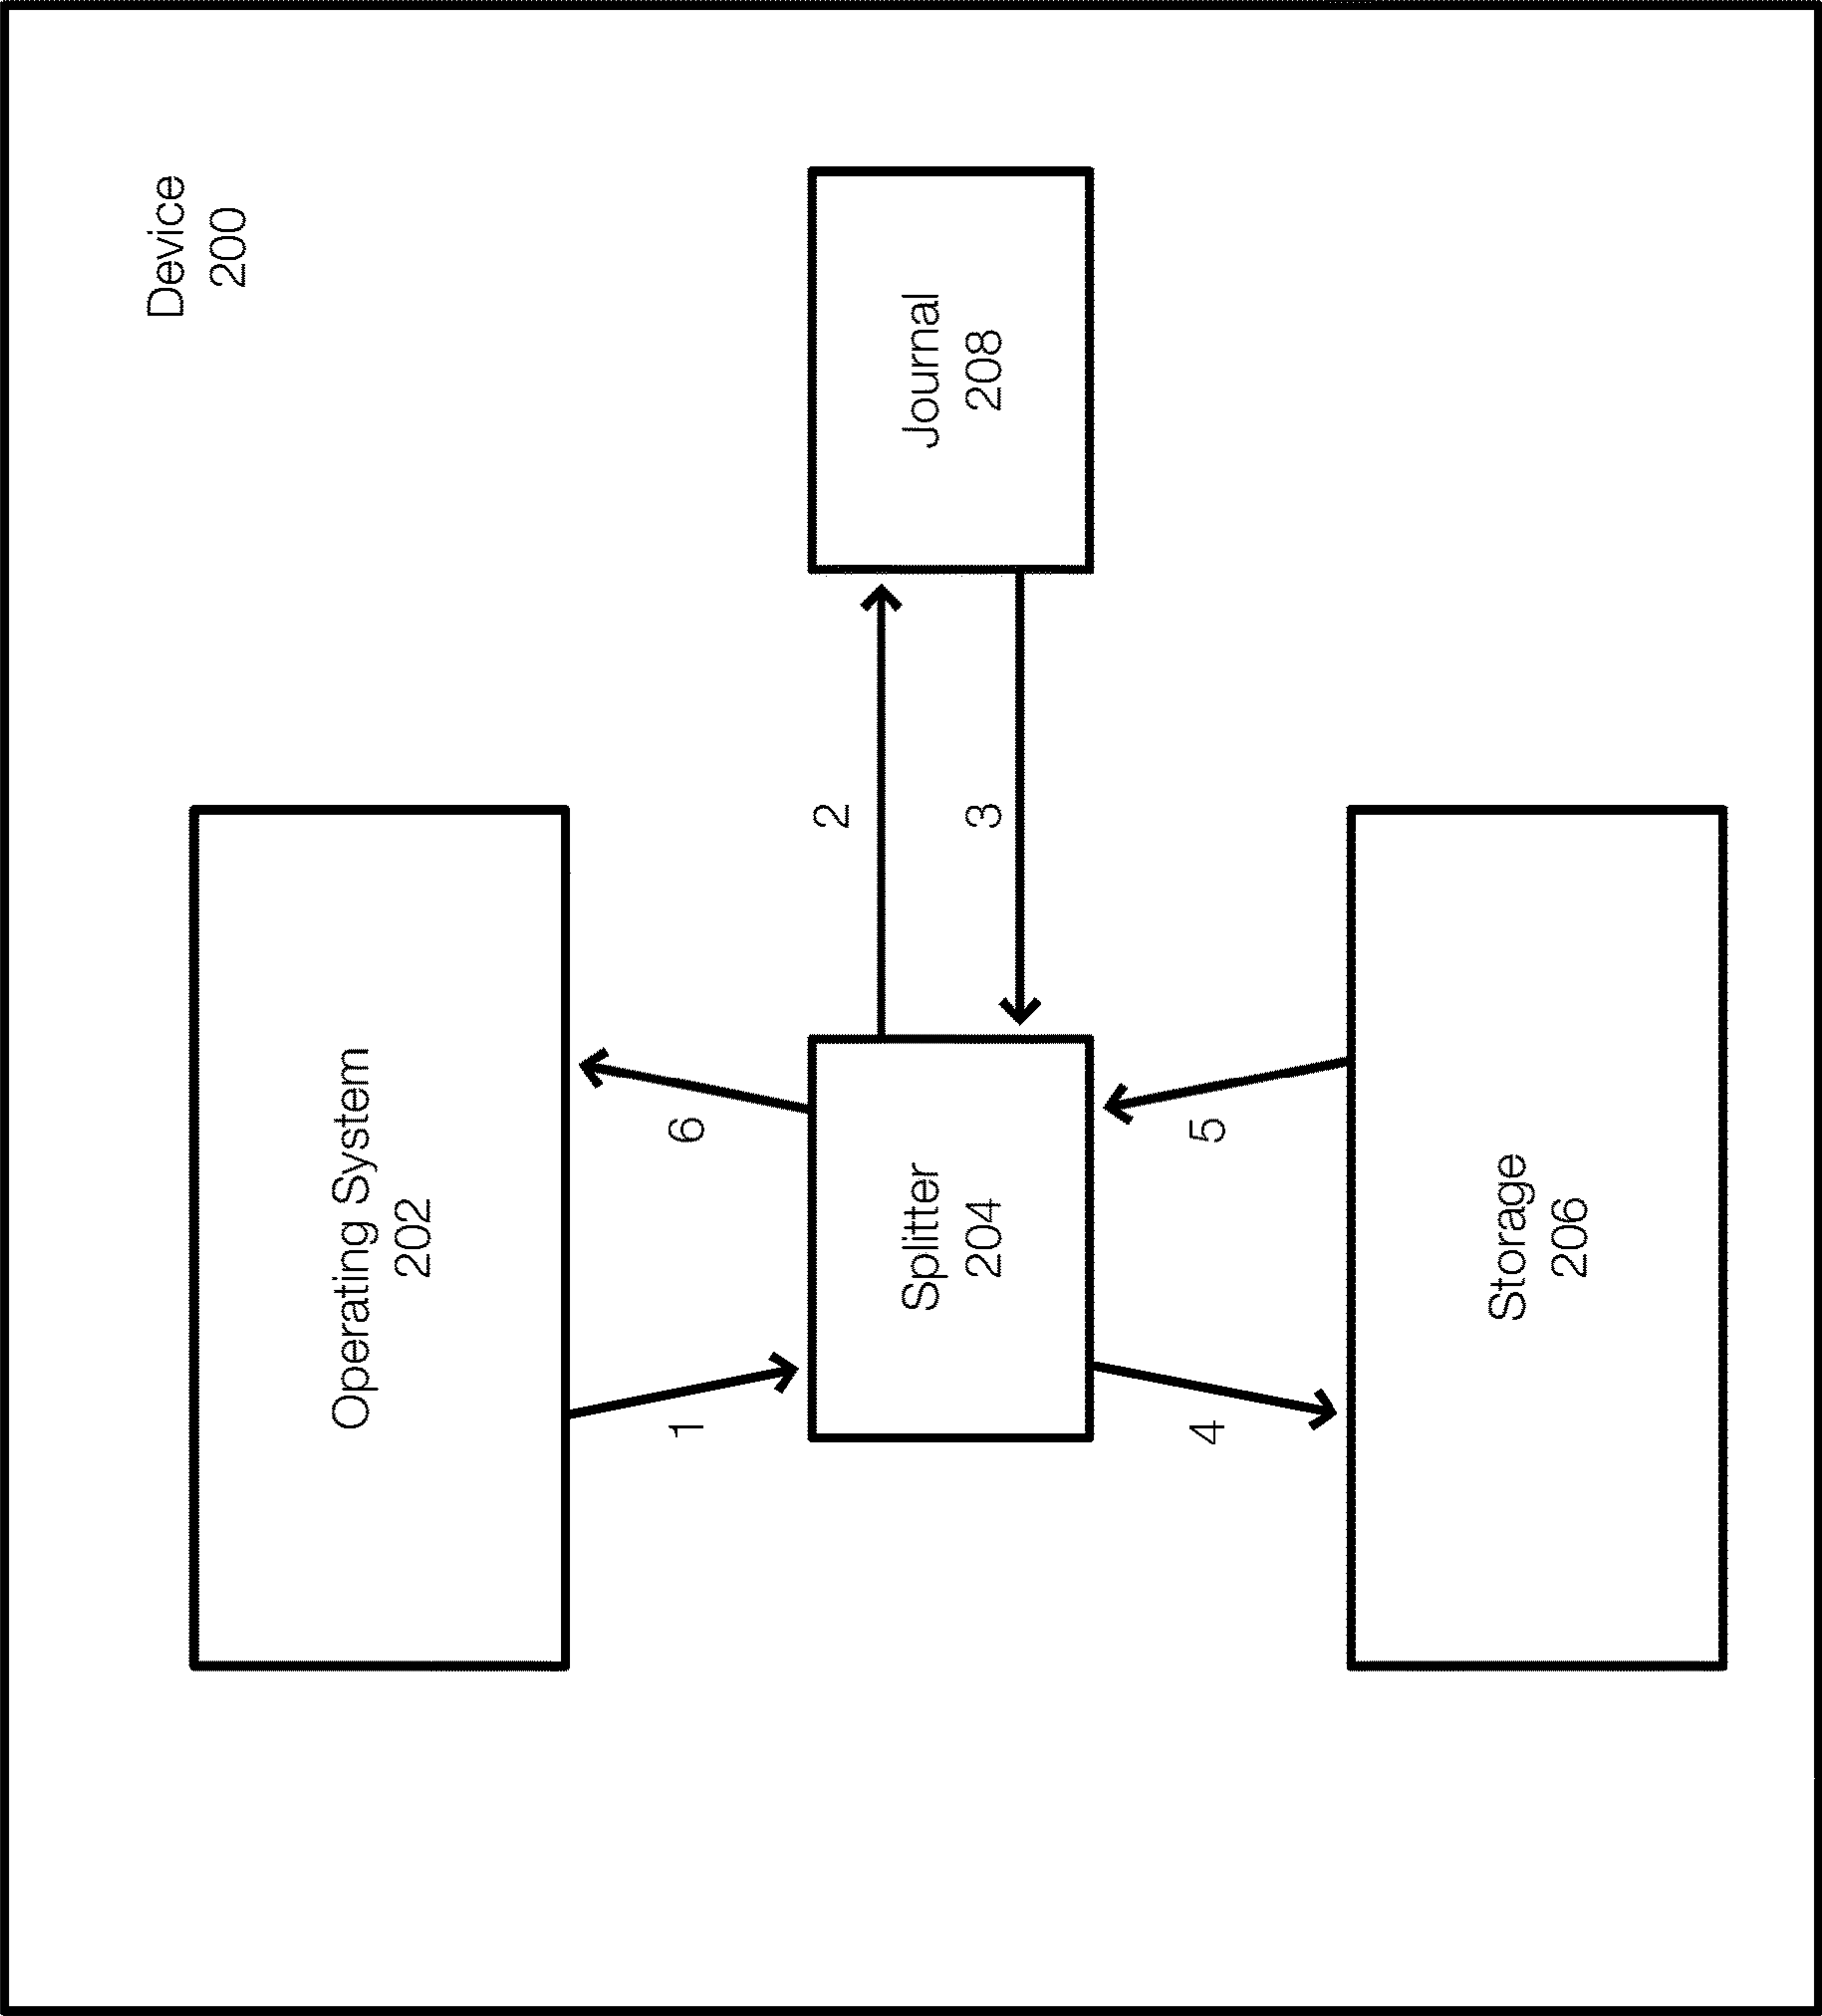 Device
200
Operating System
202
1
6
Splitter
204
2
3
Journal
208
4
5
Storage
206